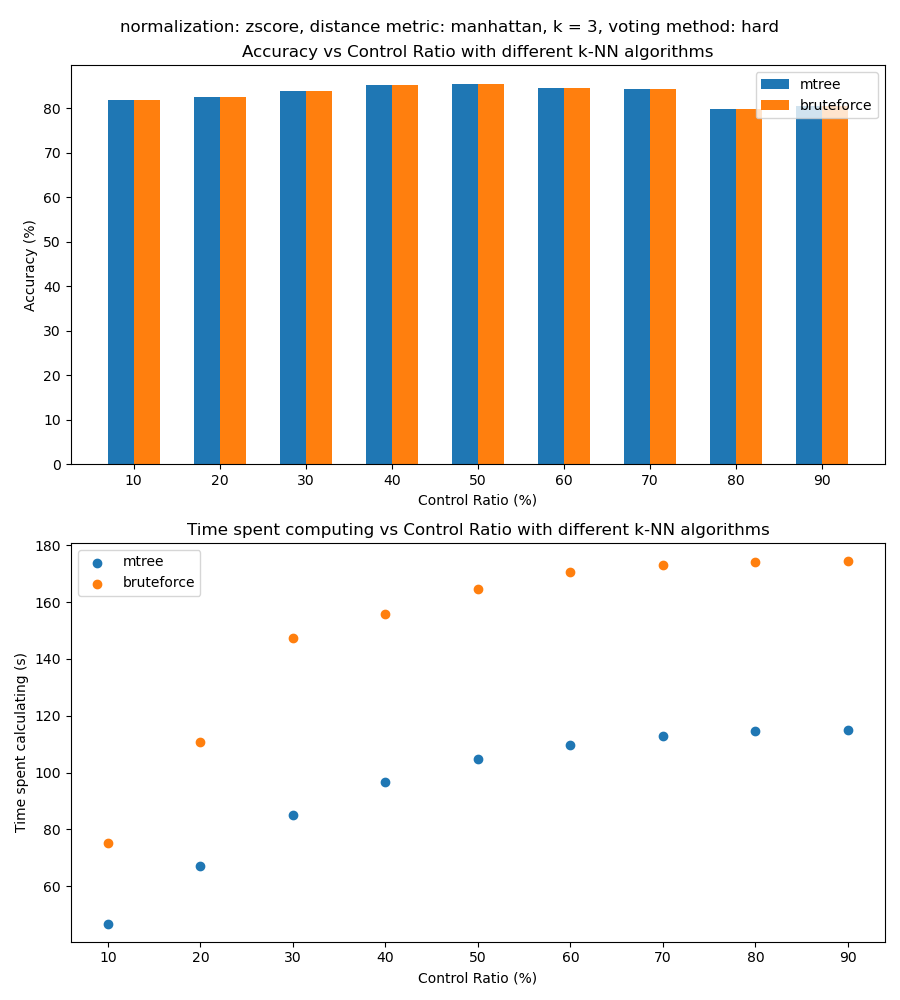 normalization: zscore, distance metric: manhattan, k = 3, voting method: hard
Accuracy vs Control Ratio with different k-NN algorithms
mtree
bruteforce
80
70
60
50
40
30
20
10
0
Accuracy (%)
10 20 30 40 50 60 70 80 90
Control Ratio (%)
Time spent computing vs Control Ratio with different k-NN algorithms
mtree
bruteforce
180
160
140
120
100
80
60
Time spent calculating (s)
10 20 30 40 50 60 70 80 90
Control Ratio (%)